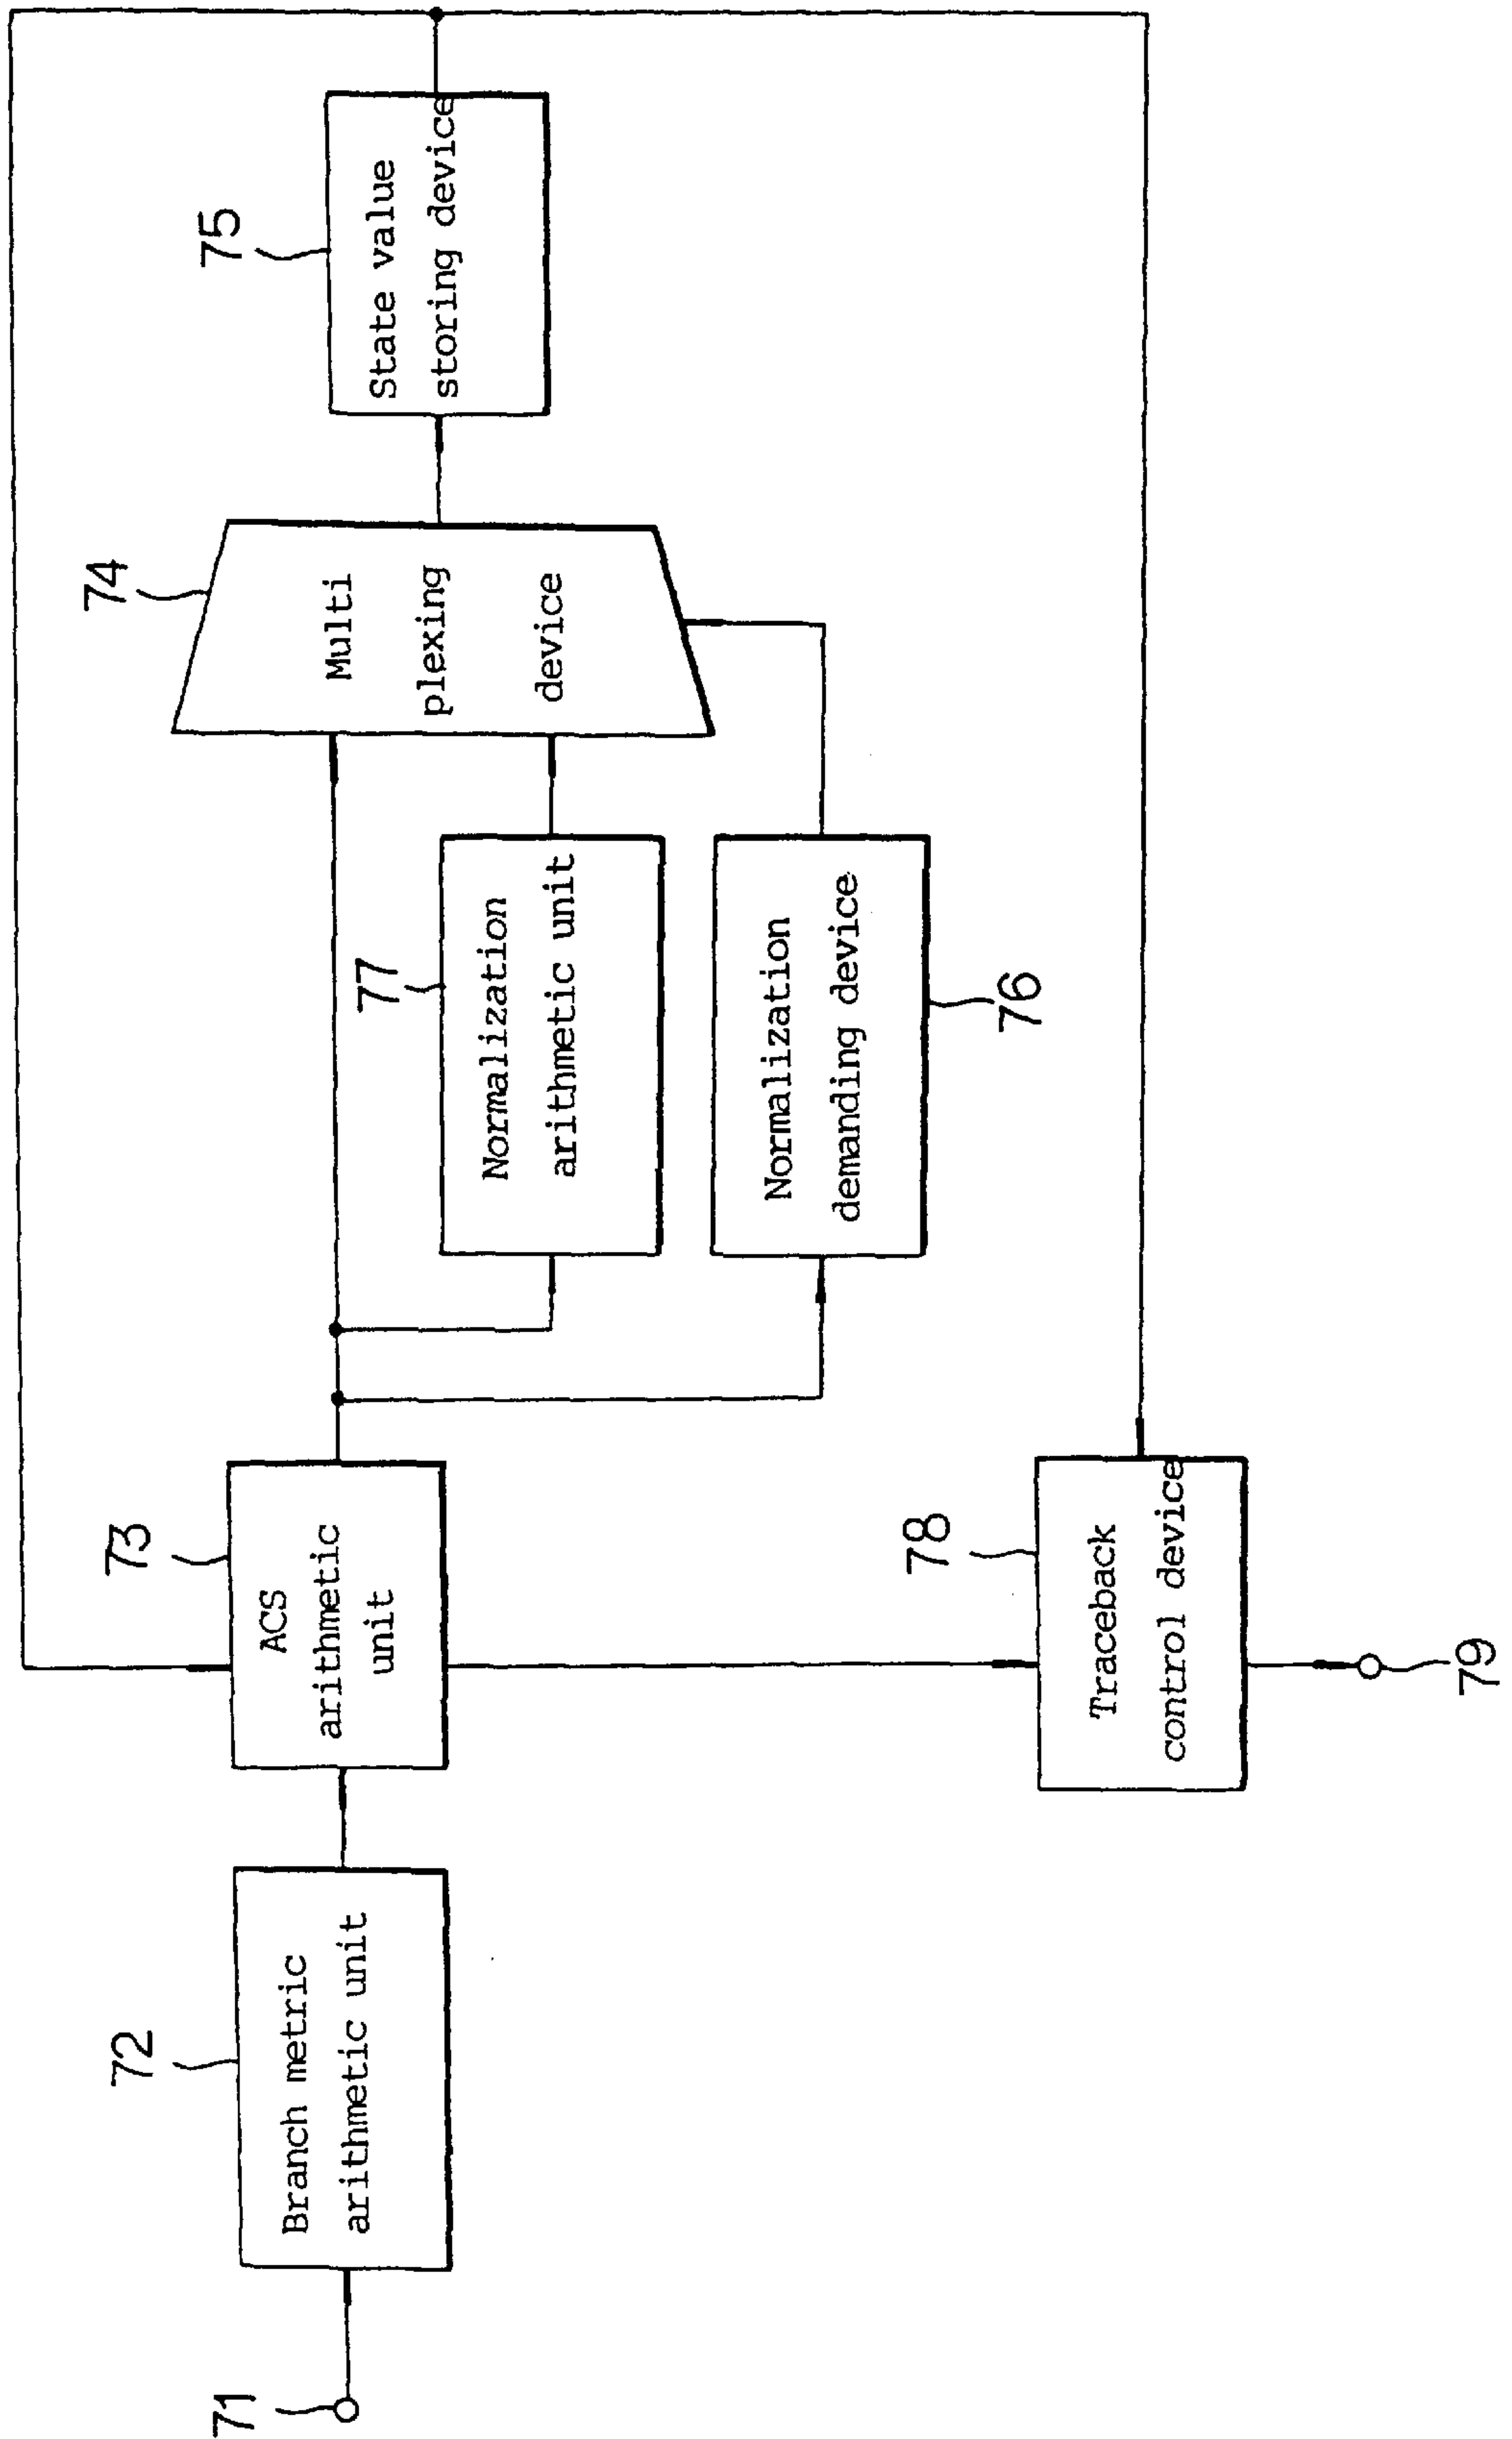 71
72
Branch metric
arithmetic unit
73
ACS
arithmetic
unit
77
Normalization
arithmetic unit
Normalization
demanding device
76
74
Multi
plexing
device
75
State value
storing device
78
Traceback
control device
79